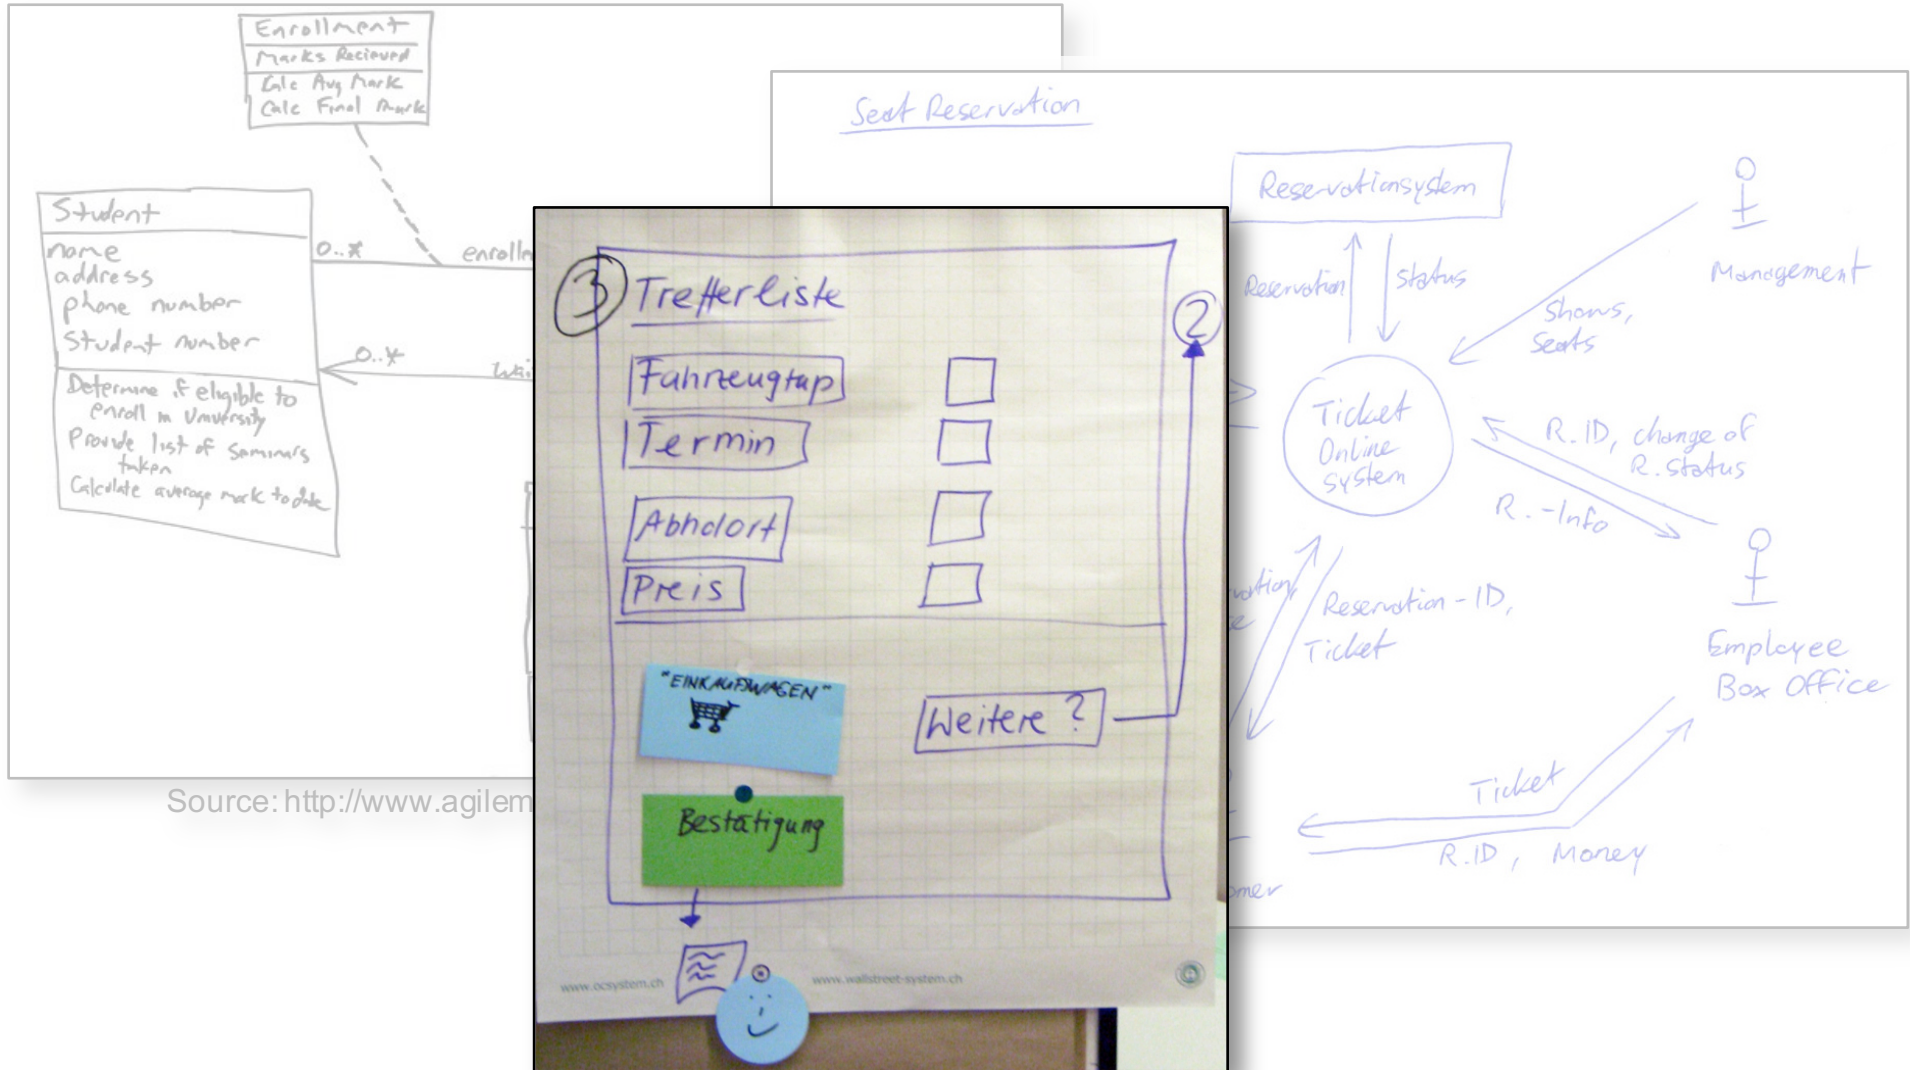 Enrollment
Marks Recieved
Calc Avg Mark
Calc Final Mark
Student
name
address
phone number
Student number
Determine if eligible to
enroll in University
Provide list of seminars
taken
Calculate average mark to date
0..*
enrolle
0..*
wai
Source: http://www.agilem
Seat Reservation
Reservationsystem
Management
Reservation
Status
Shows,
Seats
Ticket
Online
System
R.ID, change of
R.status
R.-Info
Reservation-ID,
Ticket
Employee
Box Office
Ticket
R.ID, Money
omer
3
Trefferliste
2
Fahrzeugtyp
Termin
Abholort
Preis
"EINKAUFSWAGEN"
Weitere ?
Bestätigung
www.ocsystem.ch
www.wallstreet-system.ch